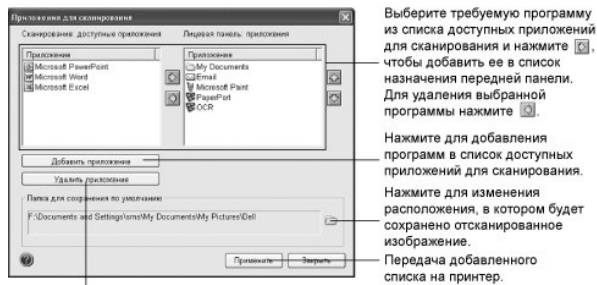 Приложения для сканирования
Сканирование: доступные приложения
Лицевая панель: приложения
Приложение
Microsoft PowerPoint
Microsoft Word
Microsoft Excel
Приложение
My Documents
Email
Microsoft Paint
PaperPort
OCR
Добавить приложение
Удалить приложение
Папка для сохранения по умолчанию
F:\Documents and Settings\sms\My Documents\My Pictures\Dell
Применить
Закрыть
Выберите требуемую программу
из списка доступных приложений
для сканирования и нажмите ,
чтобы добавить ее в список
назначения передней панели.
Для удаления выбранной
программы нажмите .
Нажмите для добавления
программ в список доступных
приложений для сканирования.
Нажмите для изменения
расположения, в котором будет
сохранено отсканированное
изображение.
Передача добавленного
списка на принтер.